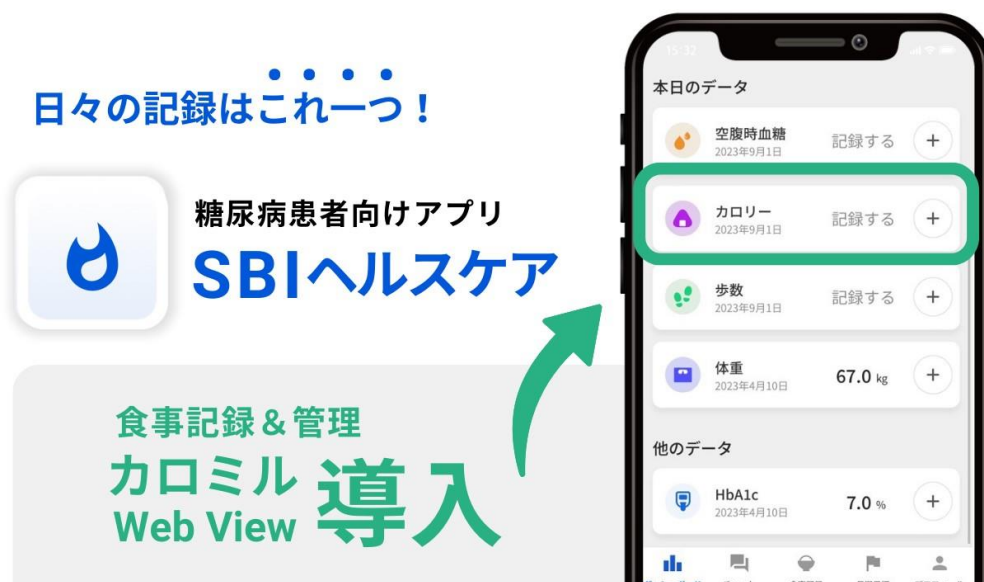 日々の記録はこれ一つ！
糖尿病患者向けアプリ
SBIヘルスケア
食事記録＆管理
カロミル
Web View
導入
15:32
本日のデータ
空腹時血糖
2023年9月1日
記録する
カロリー
2023年9月1日
記録する
歩数
2023年9月1日
記録する
体重
2023年4月10日
67.0 kg
他のデータ
HbA1c
2023年4月10日
7.0 %